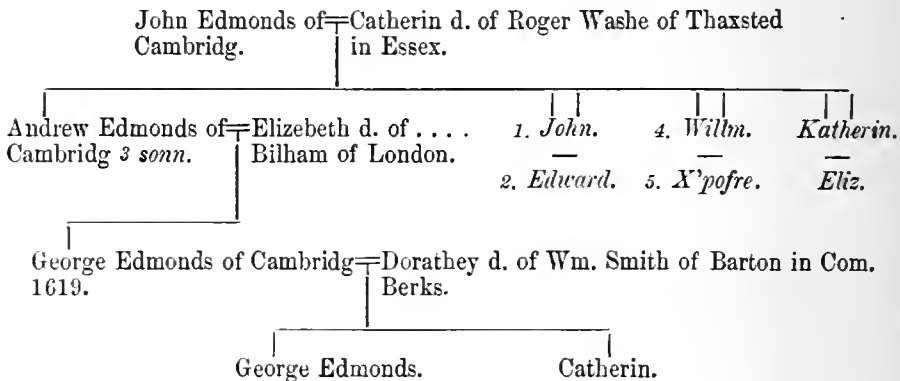 John Edmonds of Catherin d. of Roger Washe of Thaxsted
Cambridg. in Essex.
Andrew Edmonds of Elizebeth d. of . . . . 1. John. 4. Willm. Katherin.
Cambridg 3 sonn. Bilham of London.
2. Edward. 5. X'pofre. Eliz.
George Edmonds of Cambridg Dorathey d. of Wm. Smith of Barton in Com.
1619. Berks.
George Edmonds. Catherin.